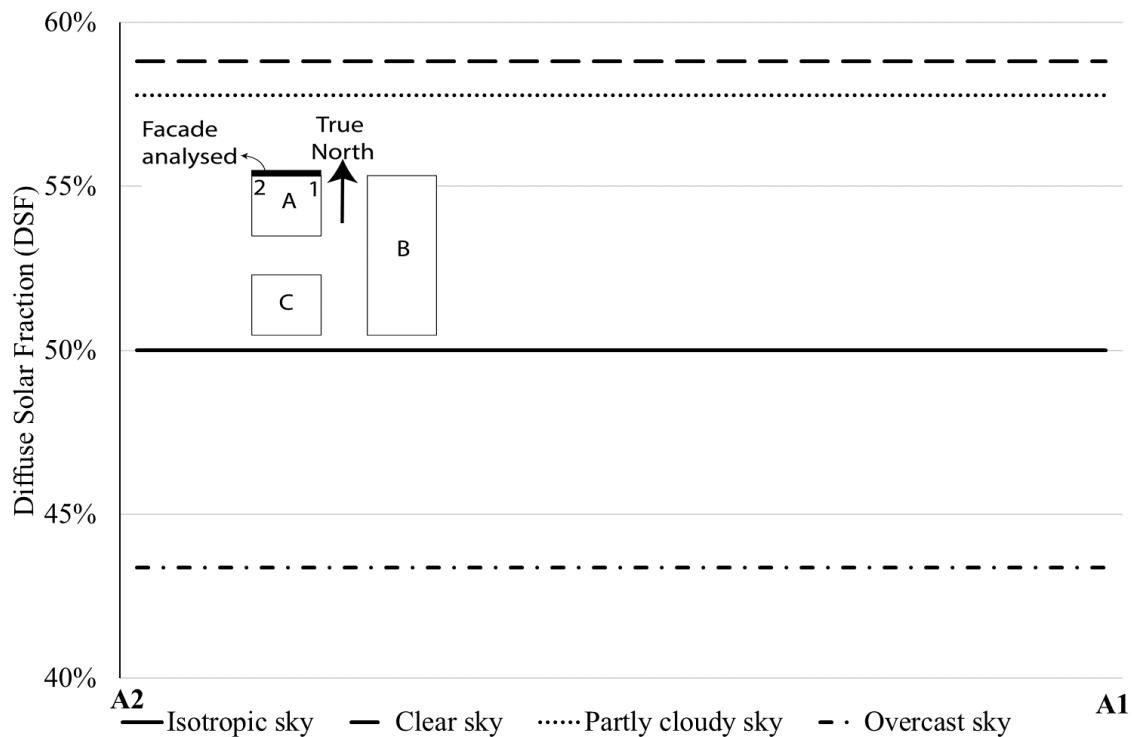 60%
55%
50%
45%
40%
Diffuse Solar Fraction (DSF)
Facade
analysed
True
North
2
1
A
B
C
A2
A1
Isotropic sky
Clear sky
Partly cloudy sky
Overcast sky